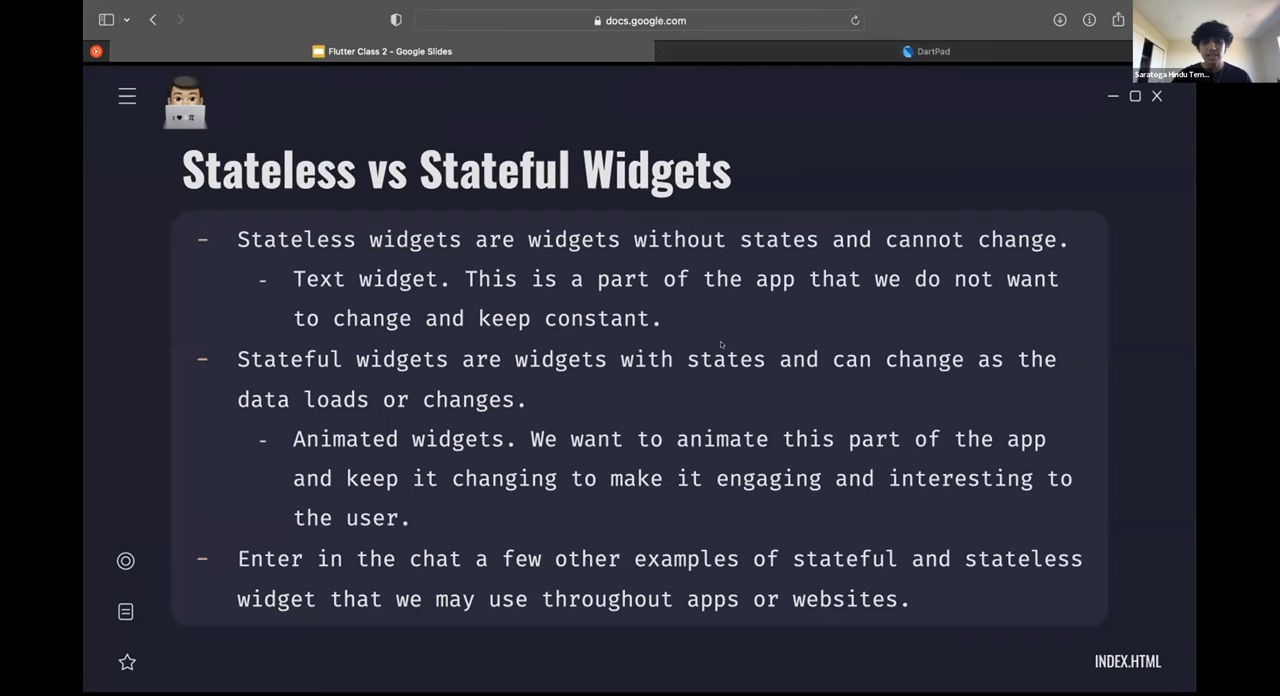 docs.google.com
Flutter Class 2 - Google Slides
DartPad
Saratoga Hindu Tem...
Stateless vs Stateful Widgets
- Stateless widgets are widgets without states and cannot change.
- Text widget. This is a part of the app that we do not want
to change and keep constant.
- Stateful widgets are widgets with states and can change as the
data loads or changes.
- Animated widgets. We want to animate this part of the app
and keep it changing to make it engaging and interesting to
the user.
- Enter in the chat a few other examples of stateful and stateless
widget that we may use throughout apps or websites.
INDEX.HTML